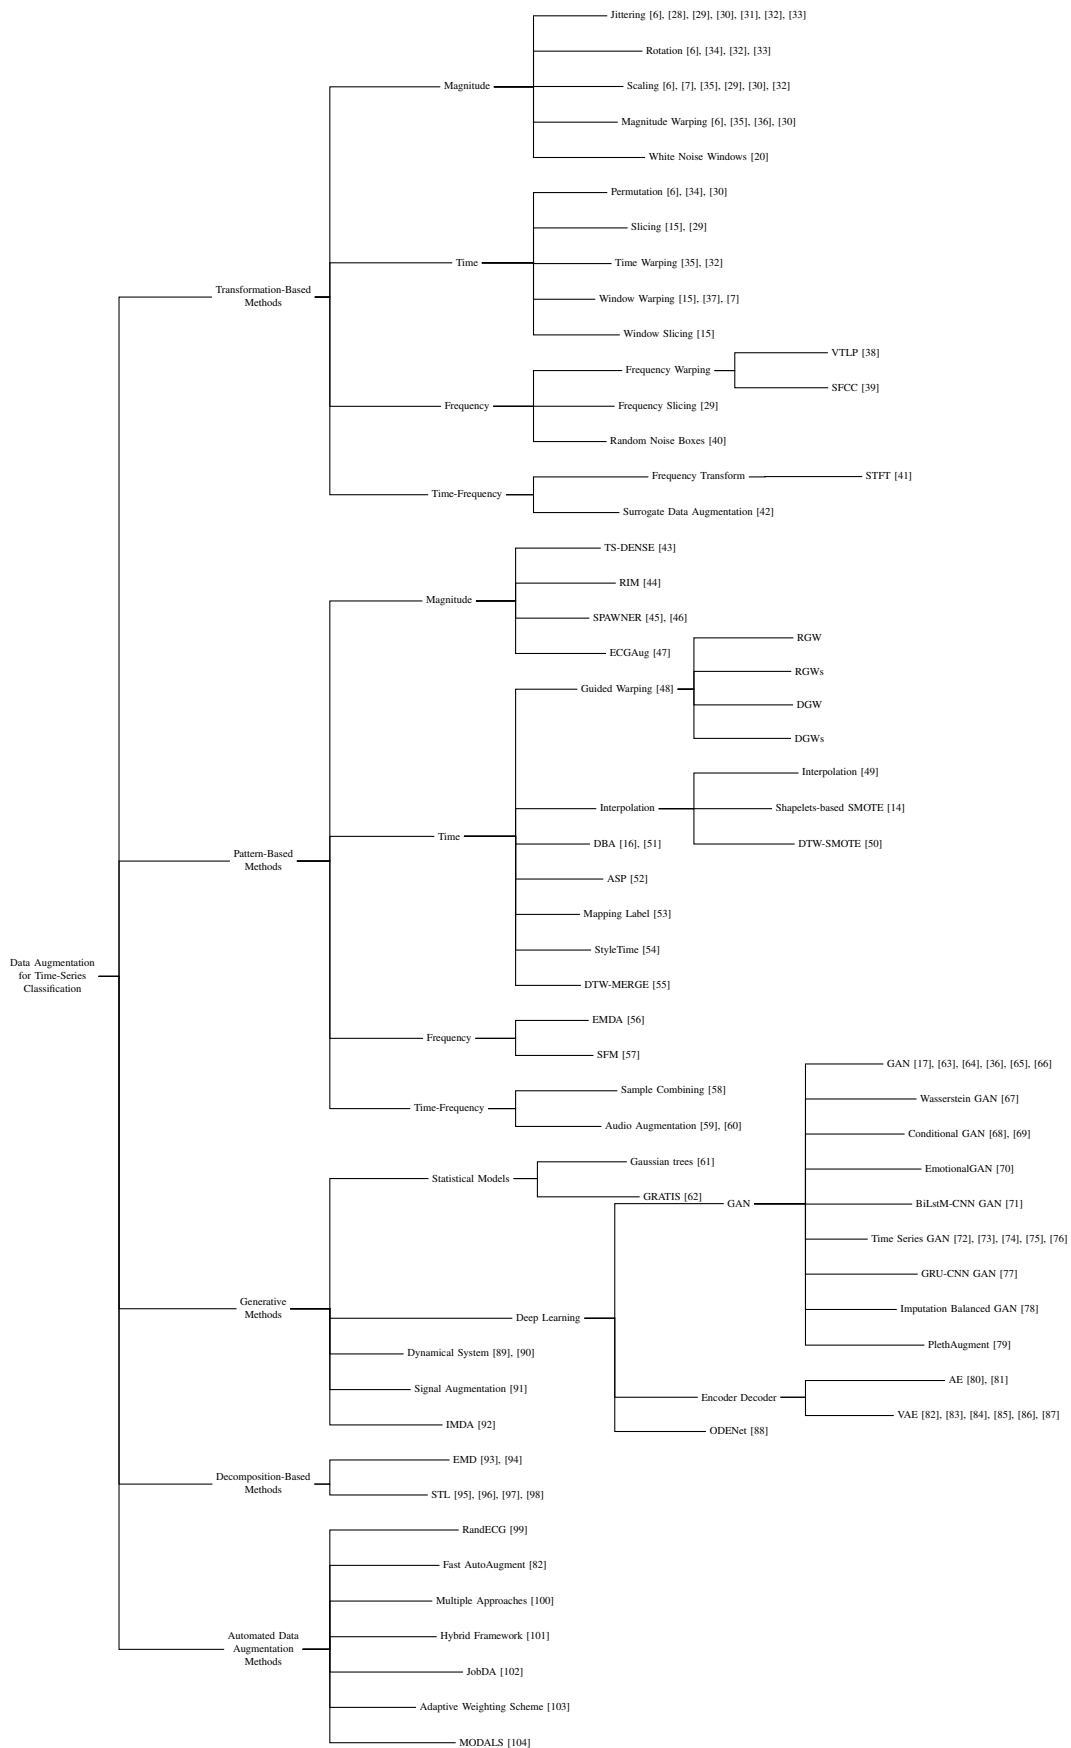 Jittering [6], [28], [29], [30], [31], [32], [33]
Rotation [6], [34], [32], [33]
Magnitude
Scaling [6], [7], [35], [29], [30], [32]
Magnitude Warping [6], [35], [36], [30]
White Noise Windows [20]
Permutation [6], [34], [30]
Slicing [15], [29]
Time
Time Warping [35], [32]
Transformation-Based
Methods
Window Warping [15], [37], [7]
Window Slicing [15]
VTLP [38]
Frequency Warping
SFCC [39]
Frequency
Frequency Slicing [29]
Random Noise Boxes [40]
Frequency Transform
STFT [41]
Time-Frequency
Surrogate Data Augmentation [42]
TS-DENSE [43]
RIM [44]
Magnitude
SPAWNER [45], [46]
RGW
ECGAug [47]
RGWs
Guided Warping [48]
DGW
DGWs
Interpolation [49]
Interpolation
Shapelets-based SMOTE [14]
Time
DBA [16], [51]
DTW-SMOTE [50]
Pattern-Based
Methods
ASP [52]
Mapping Label [53]
StyleTime [54]
Data Augmentation
for Time-Series
Classification
DTW-MERGE [55]
EMDA [56]
Frequency
SFM [57]
GAN [17], [63], [64], [36], [65], [66]
Sample Combining [58]
Wasserstein GAN [67]
Time-Frequency
Audio Augmentation [59], [60]
Conditional GAN [68], [69]
Gaussian trees [61]
EmotionalGAN [70]
Statistical Models
GRATIS [62]
GAN
BiLstM-CNN GAN [71]
Time Series GAN [72], [73], [74], [75], [76]
GRU-CNN GAN [77]
Generative
Methods
Imputation Balanced GAN [78]
Deep Learning
PlethAugment [79]
Dynamical System [89], [90]
AE [80], [81]
Signal Augmentation [91]
Encoder Decoder
VAE [82], [83], [84], [85], [86], [87]
IMDA [92]
ODENet [88]
EMD [93], [94]
Decomposition-Based
Methods
STL [95], [96], [97], [98]
RandECG [99]
Fast AutoAugment [82]
Multiple Approaches [100]
Hybrid Framework [101]
Automated Data
Augmentation
Methods
JobDA [102]
Adaptive Weighting Scheme [103]
MODALS [104]